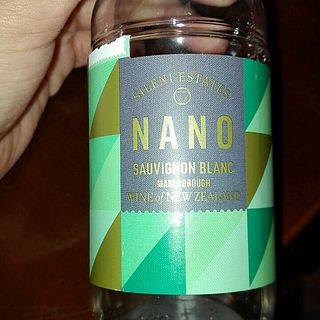 SILENI ESTATES
NANO
SAUVIGNON BLANC
MARLBOROUGH
WINE of NEW ZEALAND